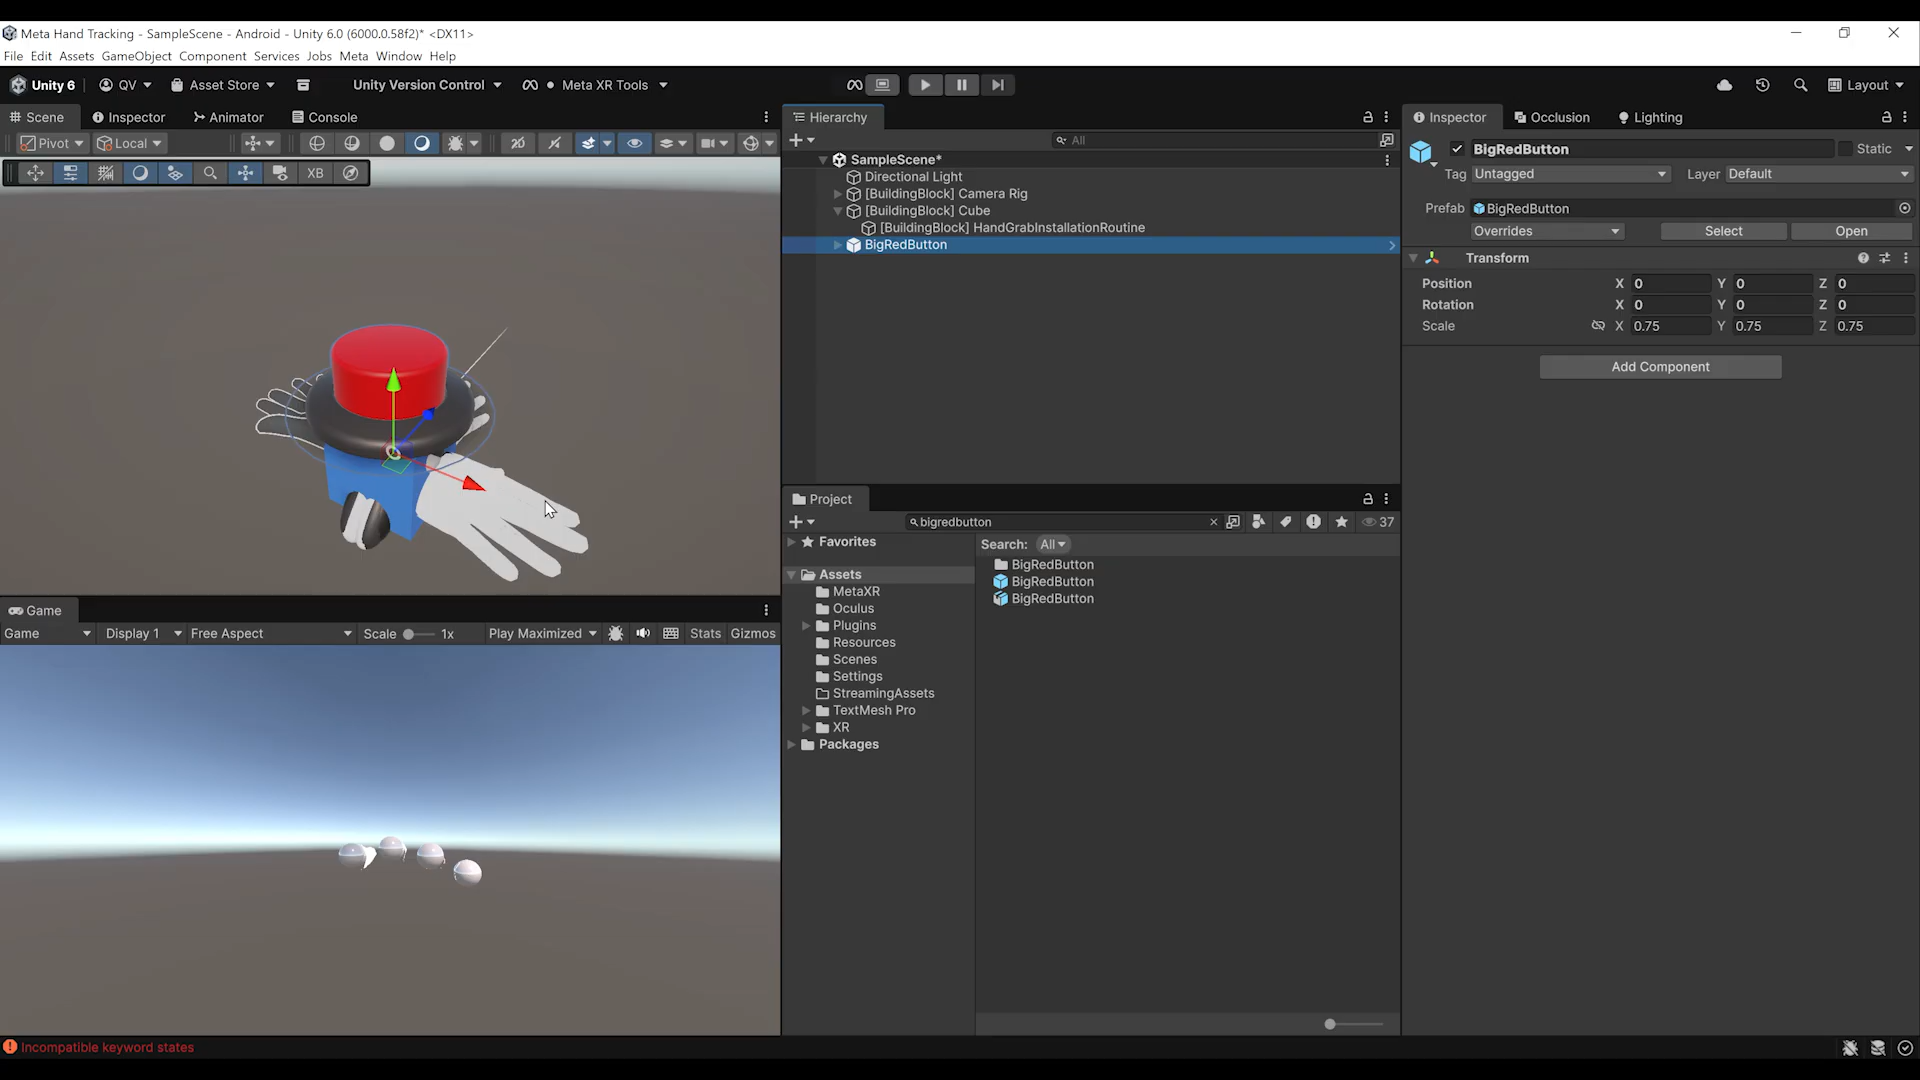 Meta Hand Tracking - SampleScene - Android - Unity 6.0 (6000.0.58f2)* <DX11>
File Edit Assets GameObject Component Services Jobs Meta Window Help
Unity 6 QV Asset Store Unity Version Control Meta XR Tools Layout
Scene Inspector Animator Console
Pivot Local 2D
XB
Hierarchy
All
SampleScene*
Directional Light
[BuildingBlock] Camera Rig
[BuildingBlock] Cube
[BuildingBlock] HandGrabInstallationRoutine
BigRedButton
Inspector Occlusion Lighting
BigRedButton Static
Tag Untagged Layer Default
Prefab BigRedButton
Overrides Select Open
Transform
Position X 0 Y 0 Z 0
Rotation X 0 Y 0 Z 0
Scale X 0.75 Y 0.75 Z 0.75
Add Component
Project
bigredbutton 37
Favorites
Assets
MetaXR
Oculus
Plugins
Resources
Scenes
Settings
StreamingAssets
TextMesh Pro
XR
Packages
Search: All
BigRedButton
BigRedButton
BigRedButton
Game
Game Display 1 Free Aspect Scale 1x Play Maximized Stats Gizmos
Incompatible keyword states